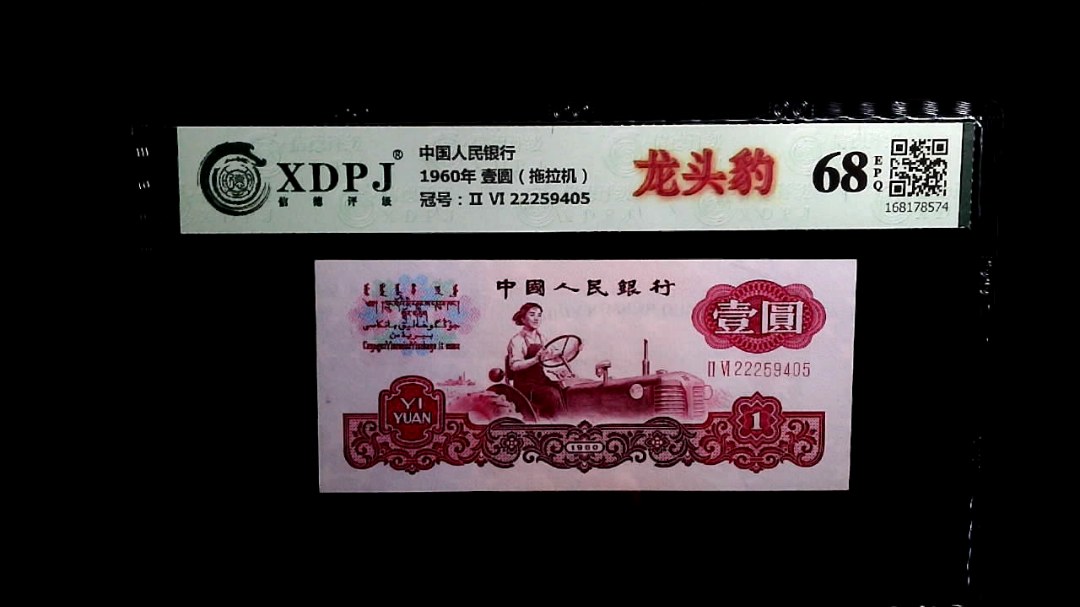 XDPJ®
信德评级
中国人民银行
1960年 壹圆（拖拉机）
冠号：Ⅱ Ⅵ 22259405
龙头豹
68
EPQ
168178574
中國人民銀行
壹圓
Ⅱ Ⅵ 22259405
YI
YUAN
1960
1